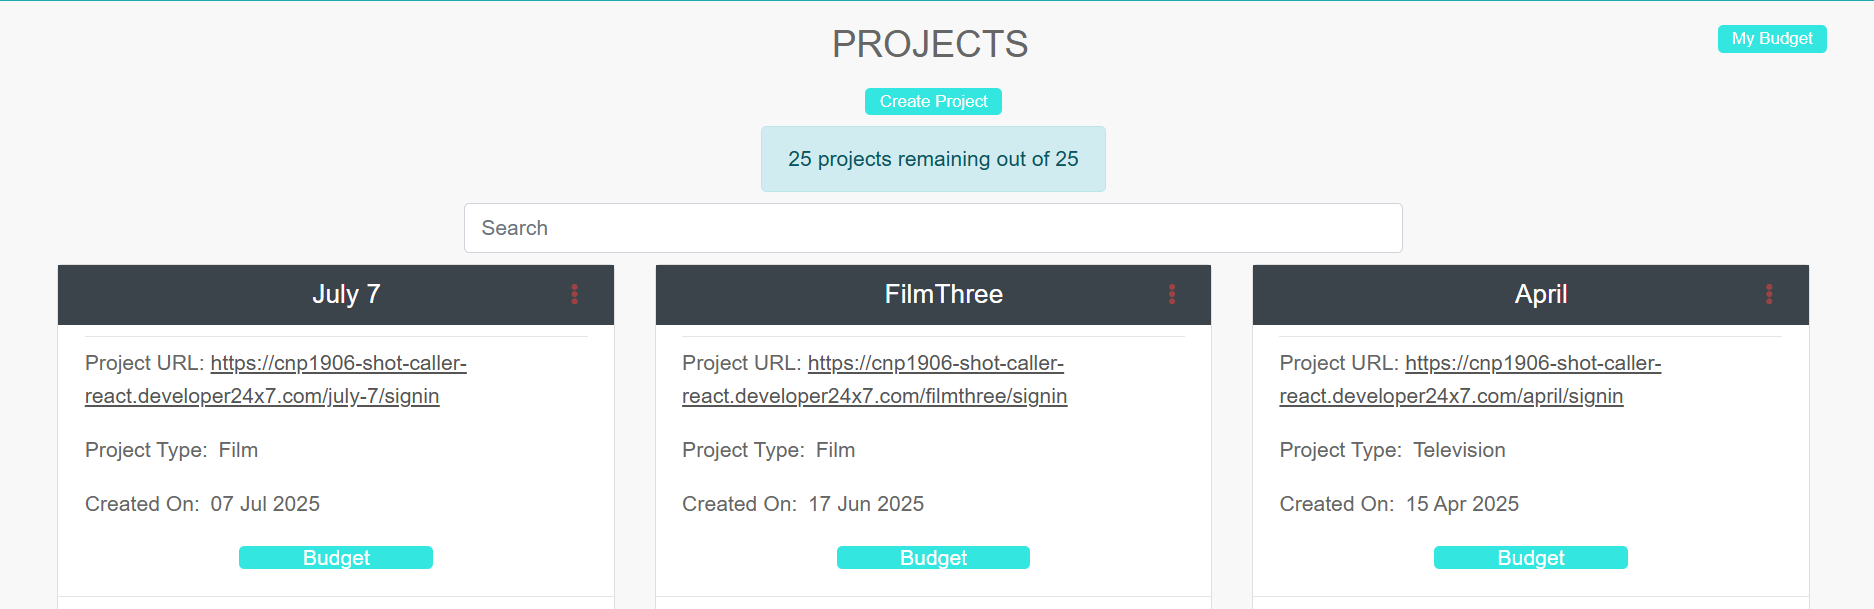 PROJECTS
My Budget
Create Project
25 projects remaining out of 25
Search
July 7
Project URL: https://cnp1906-shot-caller-
react.developer24x7.com/july-7/signin
Project Type: Film
Created On: 07 Jul 2025
Budget
FilmThree
Project URL: https://cnp1906-shot-caller-
react.developer24x7.com/filmthree/signin
Project Type: Film
Created On: 17 Jun 2025
Budget
April
Project URL: https://cnp1906-shot-caller-
react.developer24x7.com/april/signin
Project Type: Television
Created On: 15 Apr 2025
Budget